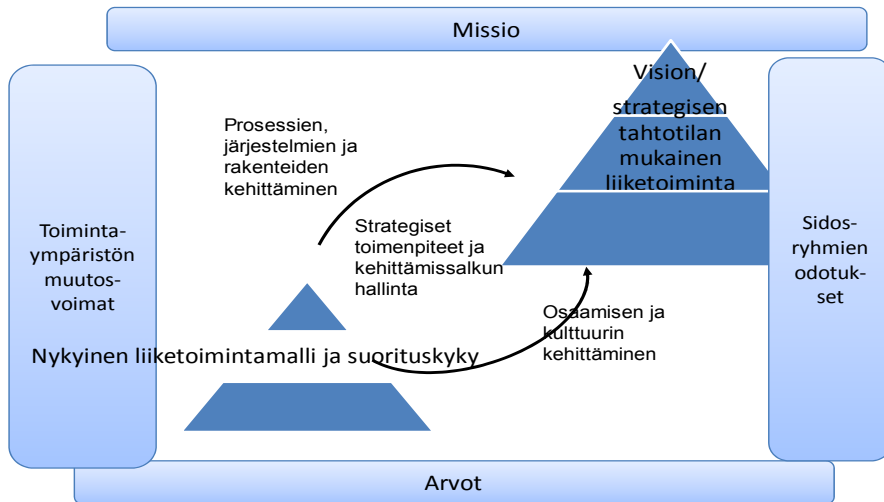 Missio
Vision/
strategisen
tahtotilan
mukainen
liiketoiminta
Prosessien,
järjestelmien ja
rakenteiden
kehittäminen
Toiminta-
ympäristön
muutos-
voimat
Strategiset
toimenpiteet ja
kehittämissalkun
hallinta
Sidos-
ryhmien
odotuk-
set
Osaamisen ja
kulttuurin
kehittäminen
Nykyinen liiketoimintamalli ja suorituskyky
Arvot